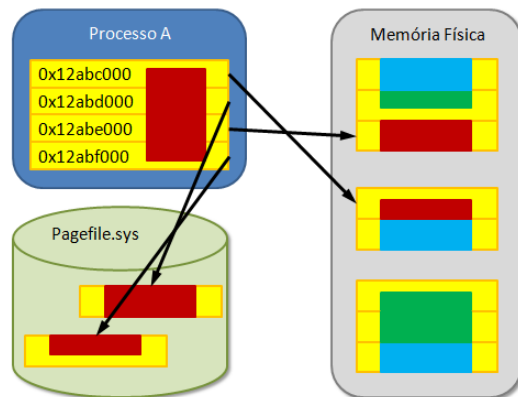 Processo A
0x12abc000
0x12abd000
0x12abe000
0x12abf000
Memória Física
Pagefile.sys